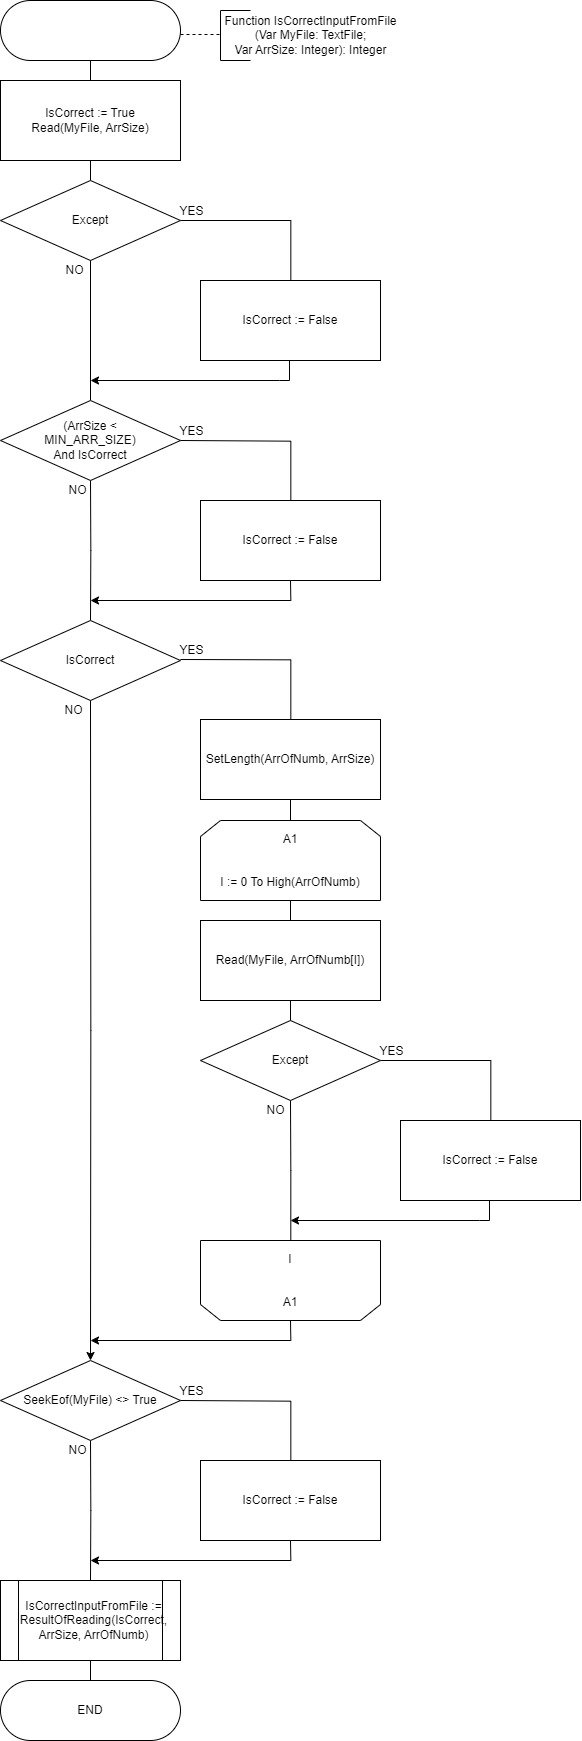 Function IsCorrectInputFromFile
(Var MyFile: TextFile;
Var ArrSize: Integer): Integer
IsCorrect := True
Read(MyFile, ArrSize)
Except
YES
NO
IsCorrect := False
(ArrSize <
MIN_ARR_SIZE)
And IsCorrect
YES
NO
IsCorrect := False
IsCorrect
YES
NO
SetLength(ArrOfNumb, ArrSize)
A1
I := 0 To High(ArrOfNumb)
Read(MyFile, ArrOfNumb[I])
Except
YES
NO
IsCorrect := False
I
A1
SeekEof(MyFile) <> True
YES
NO
IsCorrect := False
IsCorrectInputFromFile :=
ResultOfReading(IsCorrect,
ArrSize, ArrOfNumb)
END